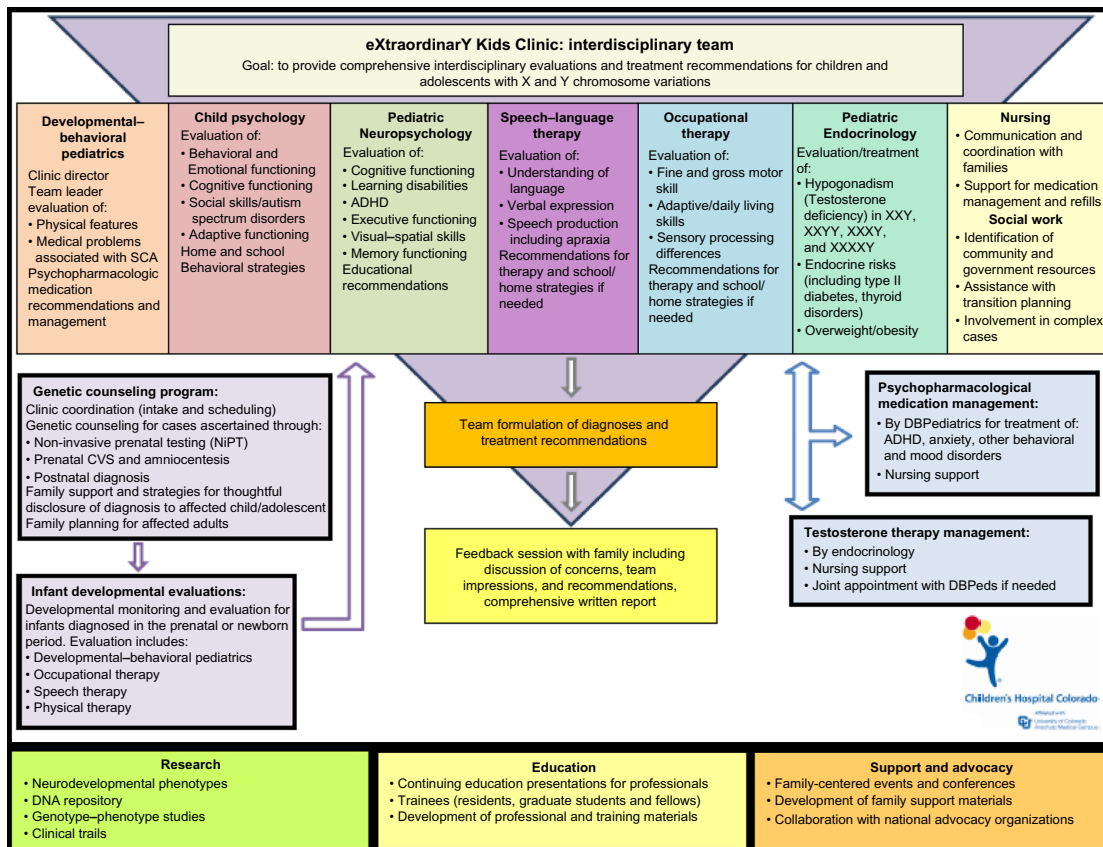 eXtraordinarY Kids Clinic: interdisciplinary team
Goal: to provide comprehensive interdisciplinary evaluations and treatment recommendations for children and
adolescents with X and Y chromosome variations
Developmental–
behavioral
pediatrics
Clinic director
Team leader
evaluation of:
• Physical features
• Medical problems
associated with SCA
Psychopharmacologic
medication
recommendations and
management
Child psychology
Evaluation of:
• Behavioral and
Emotional functioning
• Cognitive functioning
• Social skills/autism
spectrum disorders
• Adaptive functioning
Home and school
Behavioral strategies
Pediatric
Neuropsychology
Evaluation of:
• Cognitive functioning
• Learning disabilities
• ADHD
• Executive functioning
• Visual–spatial skills
• Memory functioning
Educational
recommendations
Speech–language
therapy
Evaluation of:
• Understanding of
language
• Verbal expression
• Speech production
including apraxia
Recommendations for
therapy and school/
home strategies if
needed
Occupational
therapy
Evaluation of:
• Fine and gross motor
skill
• Adaptive/daily living
skills
• Sensory processing
differences
Recommendations for
therapy and school/
home strategies if
needed
Pediatric
Endocrinology
Evaluation/treatment
of:
• Hypogonadism
(Testosterone
deficiency) in XXY,
XXYY, XXXY,
and XXXXY
• Endocrine risks
(including type II
diabetes, thyroid
disorders)
• Overweight/obesity
Nursing
• Communication and
coordination with
families
• Support for medication
management and refills
Social work
• Identification of
community and
government resources
• Assistance with
transition planning
• Involvement in complex
cases
Genetic counseling program:
Clinic coordination (intake and scheduling)
Genetic counseling for cases ascertained through:
• Non-invasive prenatal testing (NiPT)
• Prenatal CVS and amniocentesis
• Postnatal diagnosis
Family support and strategies for thoughtful
disclosure of diagnosis to affected child/adolescent
Family planning for affected adults
Infant developmental evaluations:
Developmental monitoring and evaluation for
infants diagnosed in the prenatal or newborn
period. Evaluation includes:
• Developmental–behavioral pediatrics
• Occupational therapy
• Speech therapy
• Physical therapy
Team formulation of diagnoses and
treatment recommendations
Feedback session with family including
discussion of concerns, team
impressions, and recommendations,
comprehensive written report
Psychopharmacological
medication management:
• By DBPediatrics for treatment of:
ADHD, anxiety, other behavioral
and mood disorders
• Nursing support
Testosterone therapy management:
• By endocrinology
• Nursing support
• Joint appointment with DBPeds if needed
Children's Hospital Colorado
Affiliated with
University of Colorado
Anschutz Medical Campus
Research
• Neurodevelopmental phenotypes
• DNA repository
• Genotype–phenotype studies
• Clinical trails
Education
• Continuing education presentations for professionals
• Trainees (residents, graduate students and fellows)
• Development of professional and training materials
Support and advocacy
• Family-centered events and conferences
• Development of family support materials
• Collaboration with national advocacy organizations